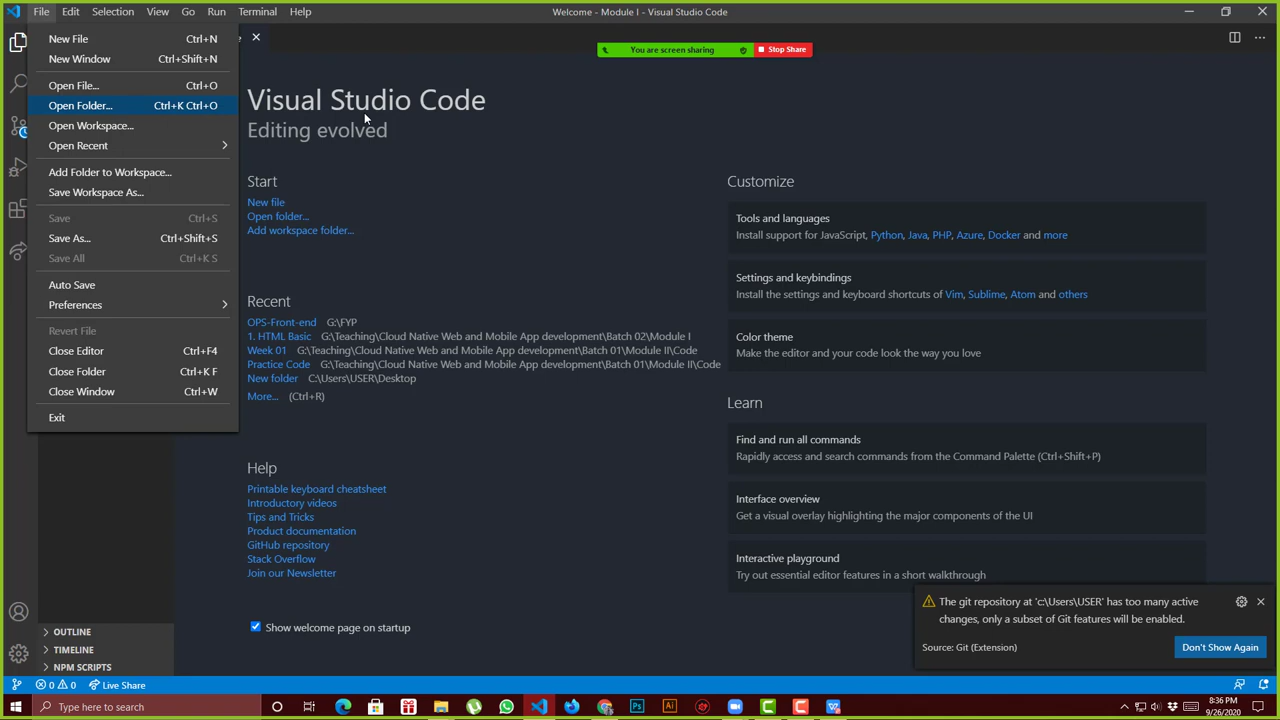 File Edit Selection View Go Run Terminal Help
Welcome - Module I - Visual Studio Code
You are screen sharing Stop Share
New File Ctrl+N
New Window Ctrl+Shift+N
Open File... Ctrl+O
Open Folder... Ctrl+K Ctrl+O
Open Workspace...
Open Recent
Add Folder to Workspace...
Save Workspace As...
Save Ctrl+S
Save As... Ctrl+Shift+S
Save All Ctrl+K S
Auto Save
Preferences
Revert File
Close Editor Ctrl+F4
Close Folder Ctrl+K F
Close Window Ctrl+W
Exit
Visual Studio Code
Editing evolved
Start
New file
Open folder...
Add workspace folder...
Recent
OPS-Front-end G:\FYP
1. HTML Basic G:\Teaching\Cloud Native Web and Mobile App development\Batch 02\Module I
Week 01 G:\Teaching\Cloud Native Web and Mobile App development\Batch 01\Module II\Code
Practice Code G:\Teaching\Cloud Native Web and Mobile App development\Batch 01\Module II\Code
New folder C:\Users\USER\Desktop
More... (Ctrl+R)
Help
Printable keyboard cheatsheet
Introductory videos
Tips and Tricks
Product documentation
GitHub repository
Stack Overflow
Join our Newsletter
Show welcome page on startup
Customize
Tools and languages
Install support for JavaScript, Python, Java, PHP, Azure, Docker and more
Settings and keybindings
Install the settings and keyboard shortcuts of Vim, Sublime, Atom and others
Color theme
Make the editor and your code look the way you love
Learn
Find and run all commands
Rapidly access and search commands from the Command Palette (Ctrl+Shift+P)
Interface overview
Get a visual overlay highlighting the major components of the UI
Interactive playground
Try out essential editor features in a short walkthrough
The git repository at 'c:\Users\USER' has too many active
changes, only a subset of Git features will be enabled.
Source: Git (Extension) Don't Show Again
OUTLINE
TIMELINE
NPM SCRIPTS
0 0 Live Share
Type here to search
Ps Ai
8:36 PM
9/26/2020